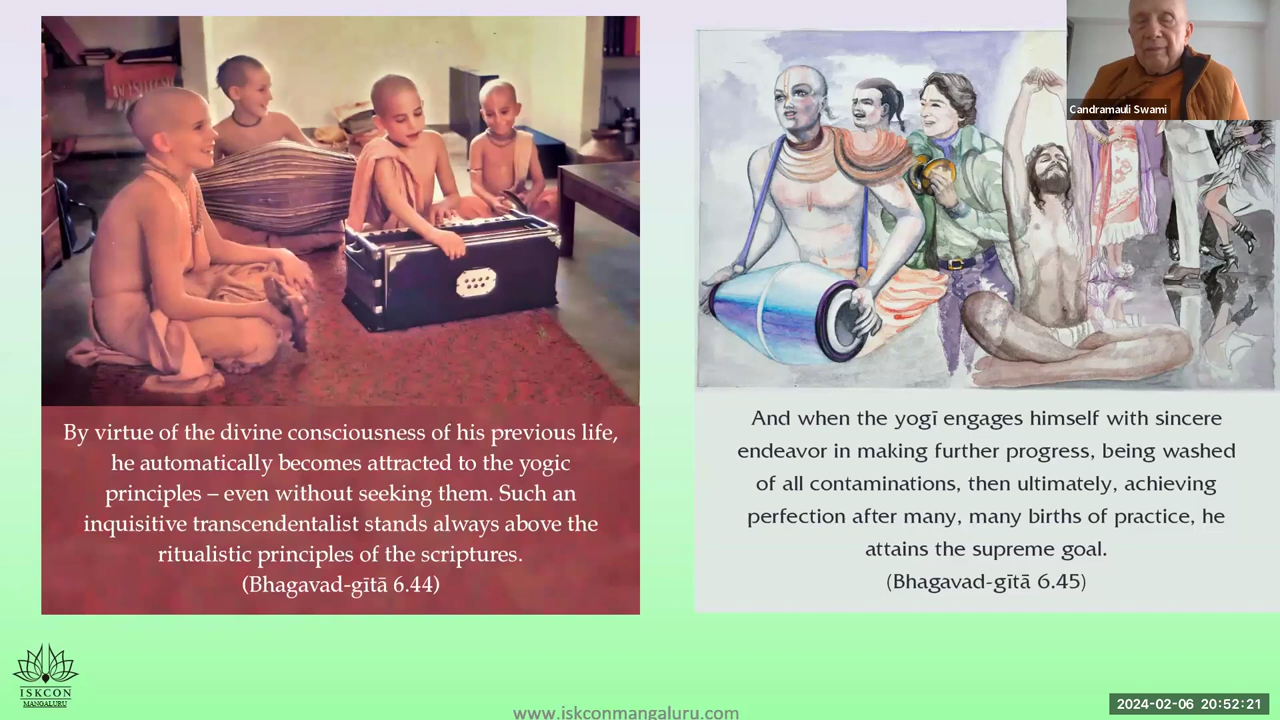 Candramauli Swami
By virtue of the divine consciousness of his previous life,
he automatically becomes attracted to the yogic
principles – even without seeking them. Such an
inquisitive transcendentalist stands always above the
ritualistic principles of the scriptures.
(Bhagavad-gītā 6.44)
And when the yogī engages himself with sincere
endeavor in making further progress, being washed
of all contaminations, then ultimately, achieving
perfection after many, many births of practice, he
attains the supreme goal.
(Bhagavad-gītā 6.45)
ISKCON
MANGALURU
www.iskconmangaluru.com
2024-02-06 20:52:21